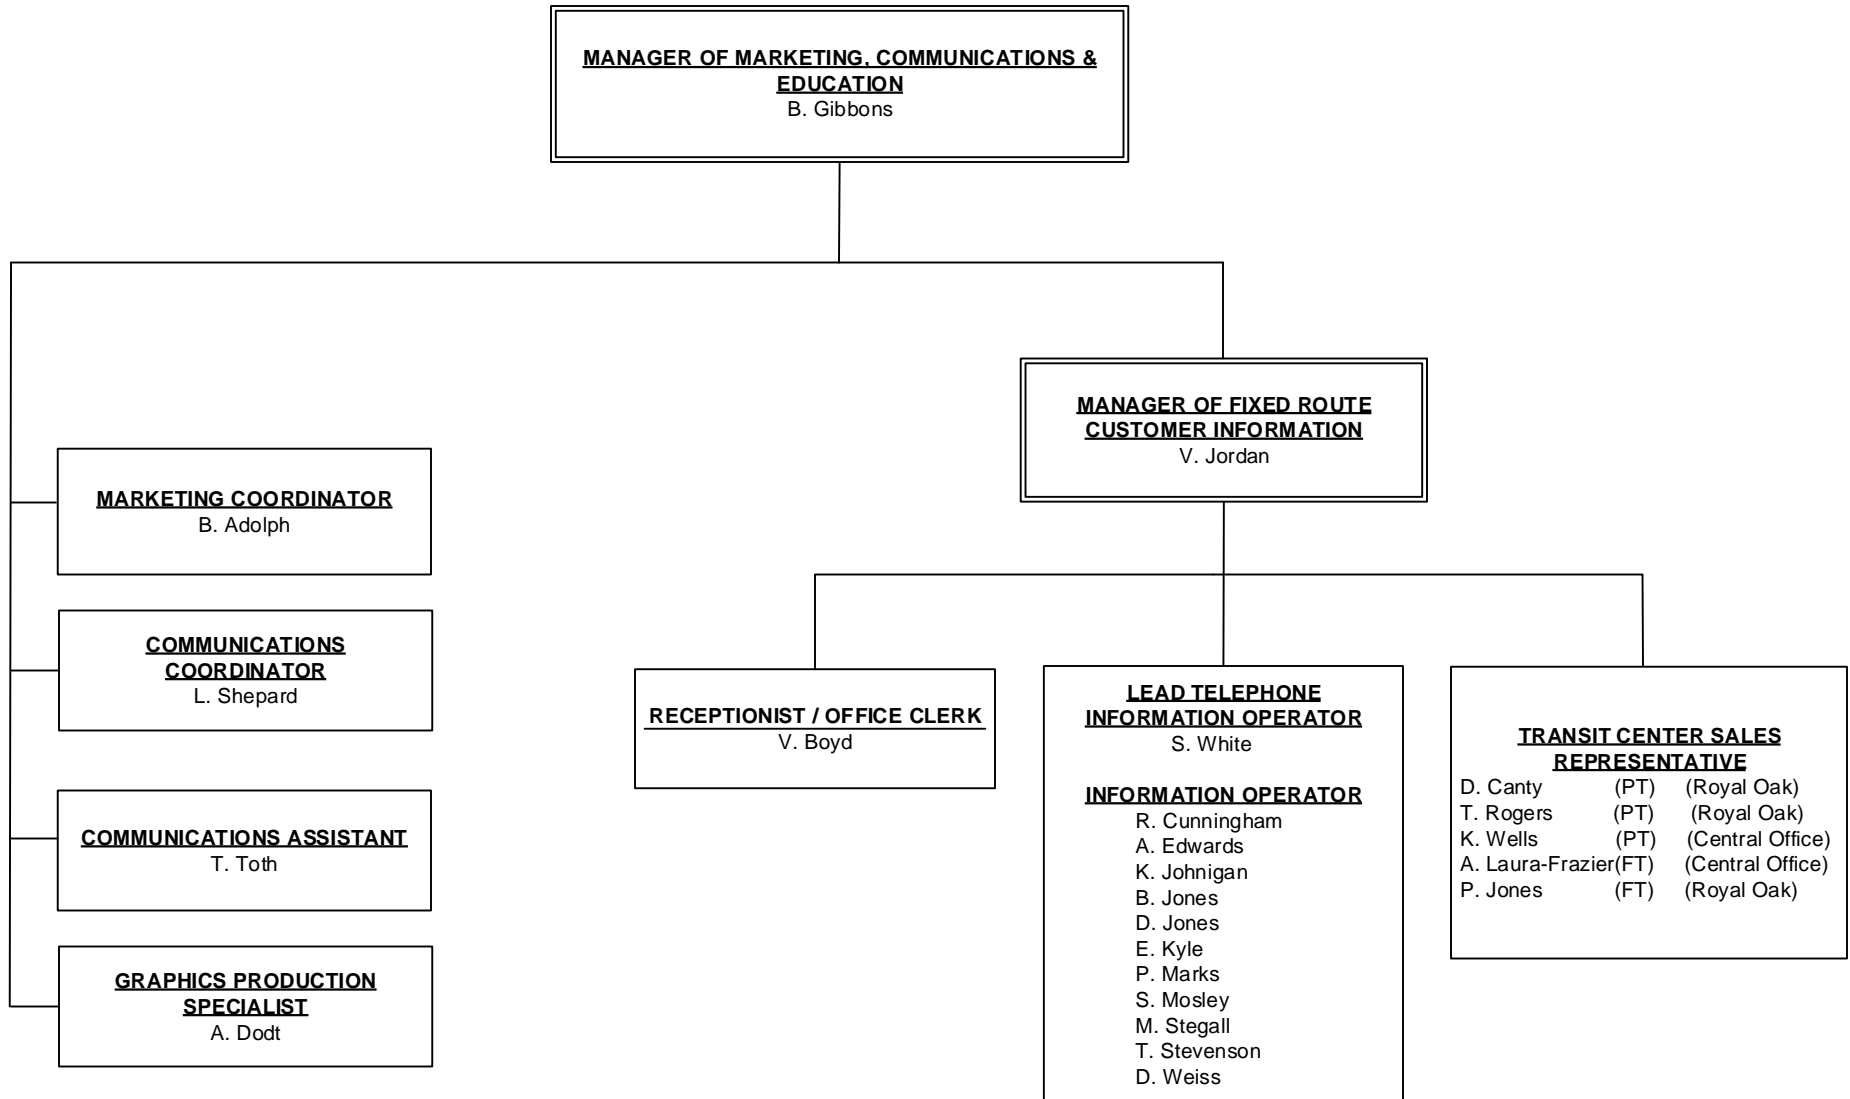 MANAGER OF MARKETING, COMMUNICATIONS &
EDUCATION
B. Gibbons
MANAGER OF FIXED ROUTE
CUSTOMER INFORMATION
V. Jordan
MARKETING COORDINATOR
B. Adolph
COMMUNICATIONS
COORDINATOR
L. Shepard
COMMUNICATIONS ASSISTANT
T. Toth
GRAPHICS PRODUCTION
SPECIALIST
A. Dodt
RECEPTIONIST / OFFICE CLERK
V. Boyd
LEAD TELEPHONE
INFORMATION OPERATOR
S. White
INFORMATION OPERATOR
R. Cunningham
A. Edwards
K. Johnigan
B. Jones
D. Jones
E. Kyle
P. Marks
S. Mosley
M. Stegall
T. Stevenson
D. Weiss
TRANSIT CENTER SALES
REPRESENTATIVE
D. Canty (PT) (Royal Oak)
T. Rogers (PT) (Royal Oak)
K. Wells (PT) (Central Office)
A. Laura-Frazier(FT) (Central Office)
P. Jones (FT) (Royal Oak)